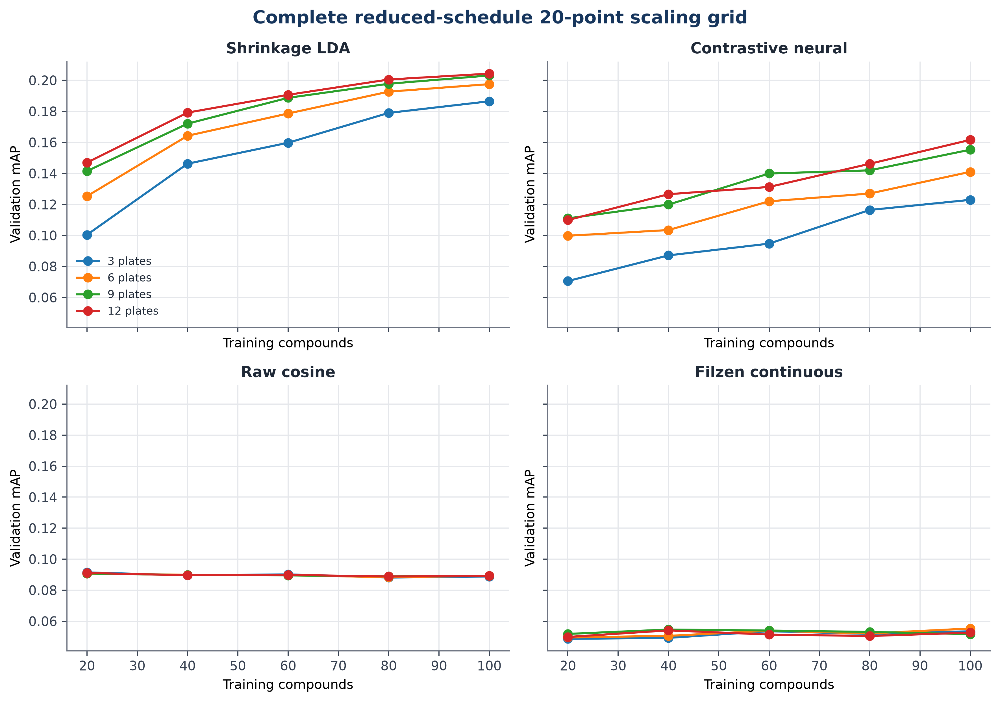 Complete reduced-schedule 20-point scaling grid
Shrinkage LDA
Validation mAP
0.20
0.18
0.16
0.14
0.12
0.10
0.08
0.06
3 plates
6 plates
9 plates
12 plates
Training compounds
Contrastive neural
Validation mAP
Training compounds
Raw cosine
Validation mAP
0.20
0.18
0.16
0.14
0.12
0.10
0.08
0.06
20 30 40 50 60 70 80 90 100
Training compounds
Filzen continuous
Validation mAP
20 30 40 50 60 70 80 90 100
Training compounds